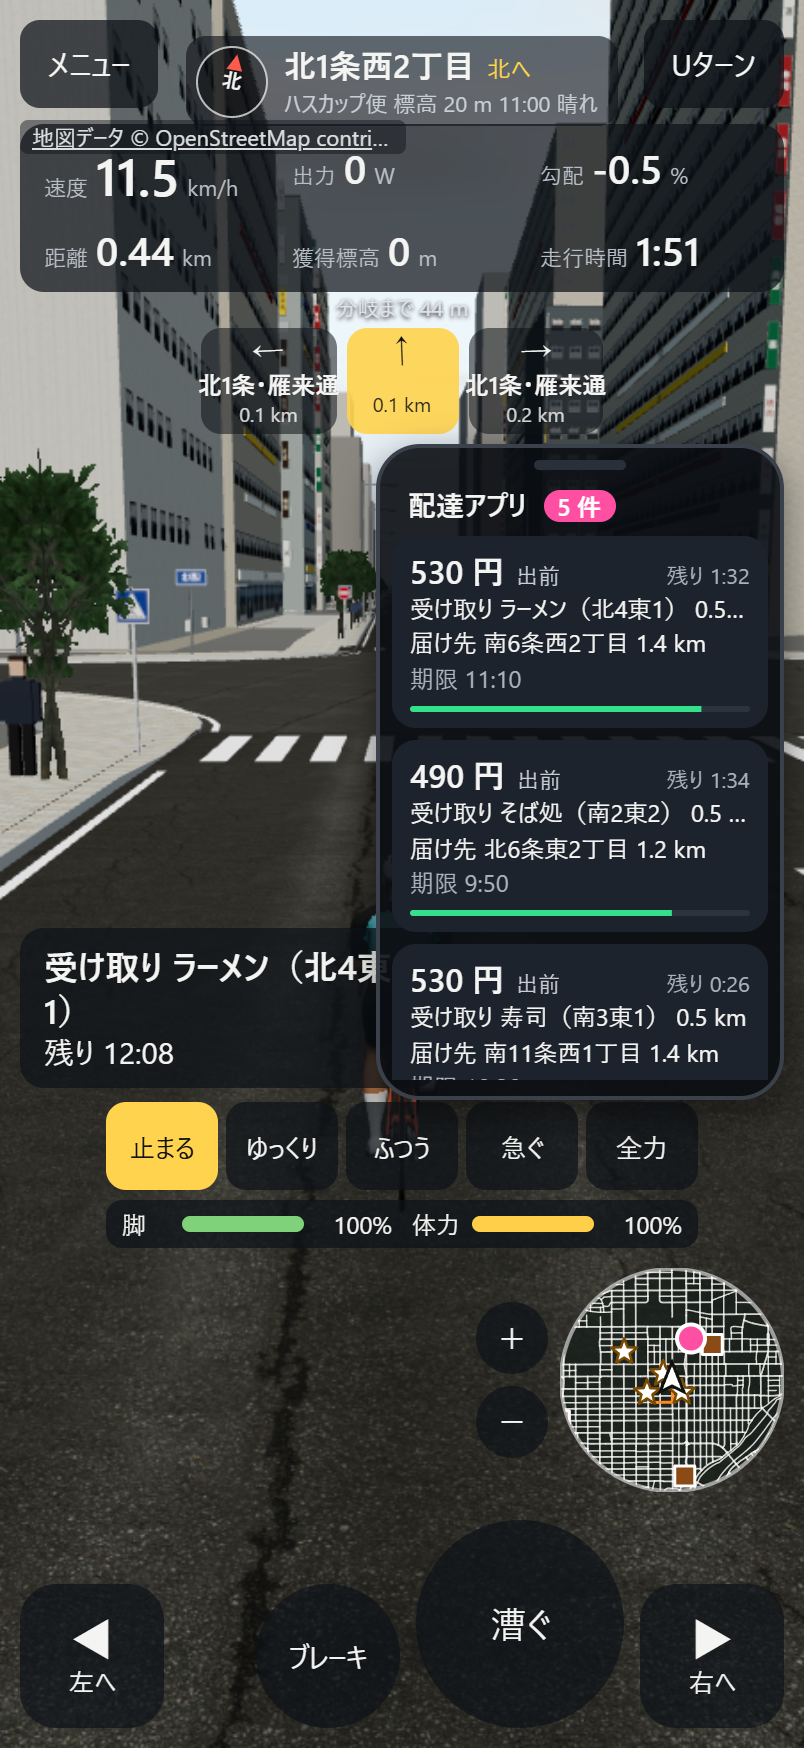 メニュー
北
北1条西2丁目 北へ
ハスカップ便 標高 20 m 11:00 晴れ
Uターン
地図データ © OpenStreetMap contri...
速度 11.5 km/h
出力 0 W
勾配 -0.5 %
距離 0.44 km
獲得標高 0 m
走行時間 1:51
分岐まで 44 m
←
北1条・雁来通
0.1 km
↑
0.1 km
→
北1条・雁来通
0.2 km
配達アプリ 5 件
530 円 出前 残り 1:32
受け取り ラーメン（北4東1） 0.5...
届け先 南6条西2丁目 1.4 km
期限 11:10
490 円 出前 残り 1:34
受け取り そば処（南2東2） 0.5 ...
届け先 北6条東2丁目 1.2 km
期限 9:50
530 円 出前 残り 0:26
受け取り 寿司（南3東1） 0.5 km
届け先 南11条西1丁目 1.4 km
受け取り ラーメン（北4東
1）
残り 12:08
止まる
ゆっくり
ふつう
急ぐ
全力
脚 100% 体力 100%
+
−
◀
左へ
ブレーキ
漕ぐ
▶
右へ